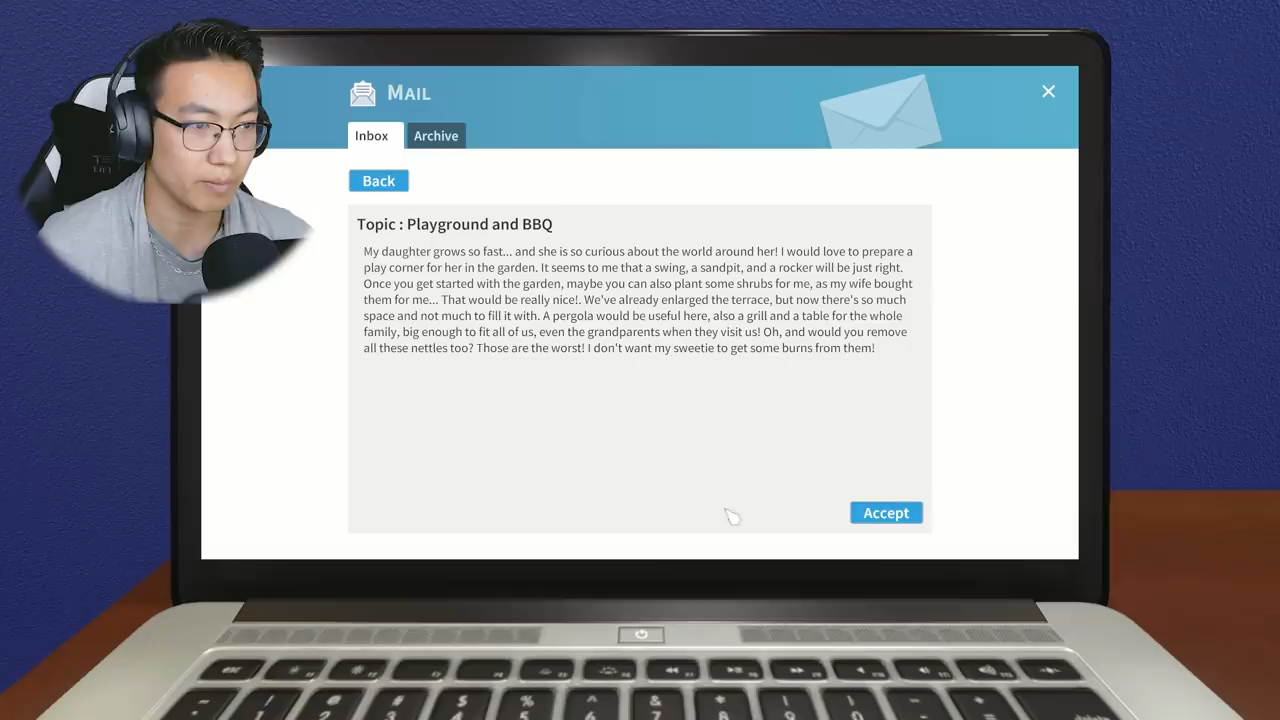 MAIL
Inbox
Archive
Back
Topic : Playground and BBQ
My daughter grows so fast... and she is so curious about the world around her! I would love to prepare a
play corner for her in the garden. It seems to me that a swing, a sandpit, and a rocker will be just right.
Once you get started with the garden, maybe you can also plant some shrubs for me, as my wife bought
them for me... That would be really nice!. We've already enlarged the terrace, but now there's so much
space and not much to fill it with. A pergola would be useful here, also a grill and a table for the whole
family, big enough to fit all of us, even the grandparents when they visit us! Oh, and would you remove
all these nettles too? Those are the worst! I don't want my sweetie to get some burns from them!
Accept
esc